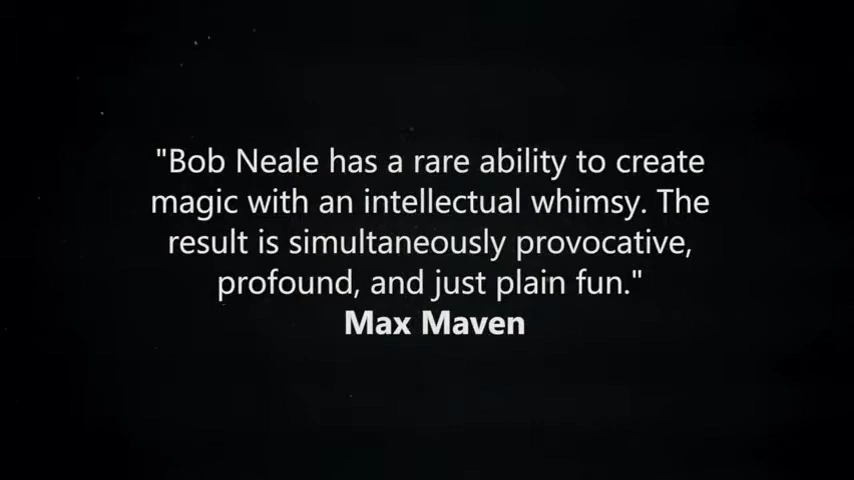 "Bob Neale has a rare ability to create
magic with an intellectual whimsy. The
result is simultaneously provocative,
profound, and just plain fun."
Max Maven